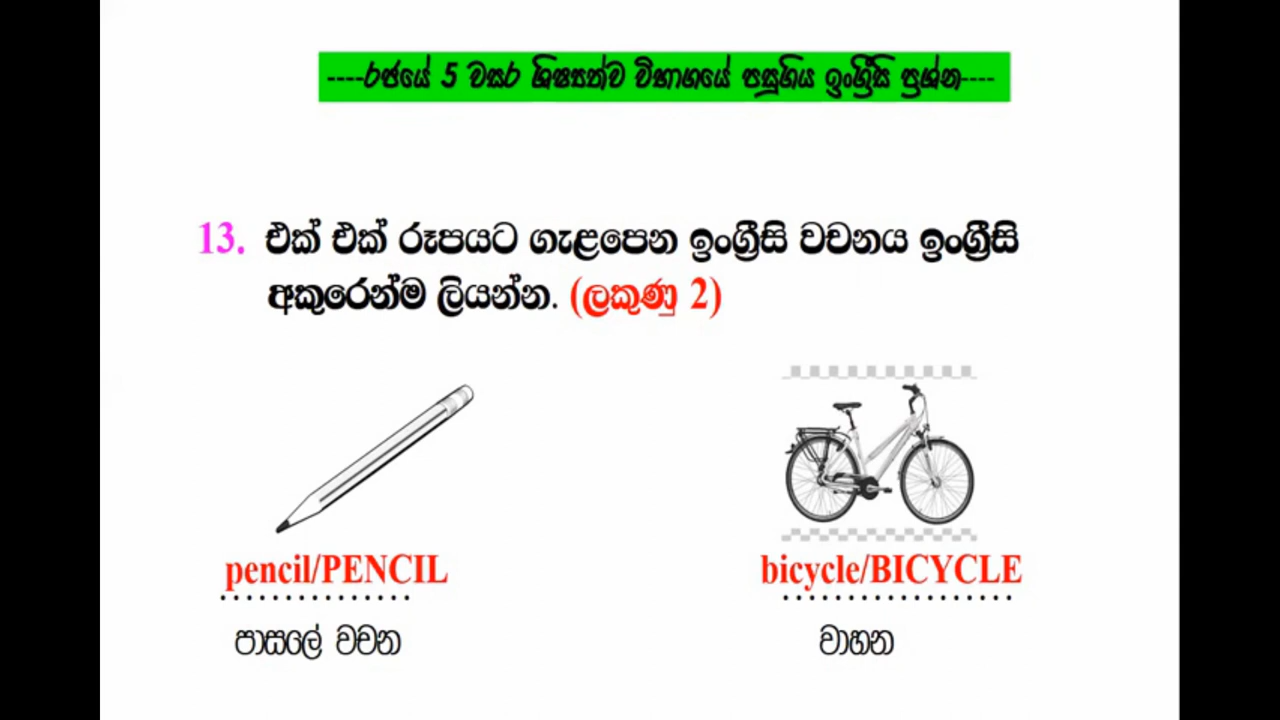 ----රජයේ 5 වසර ශිෂ්‍යත්ව විභාගයේ පසුගිය ඉංග්‍රීසි ප්‍රශ්න----
13. එක් එක් රූපයට ගැළපෙන ඉංග්‍රීසි වචනය ඉංග්‍රීසි
අකුරෙන්ම ලියන්න. (ලකුණු 2)
pencil/PENCIL bicycle/BICYCLE
............... .................
පාසලේ වචන වාහන